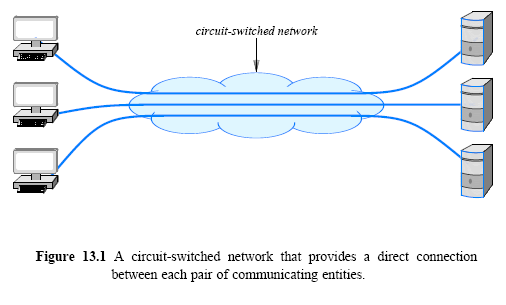 circuit-switched network
Figure 13.1 A circuit-switched network that provides a direct connection
between each pair of communicating entities.